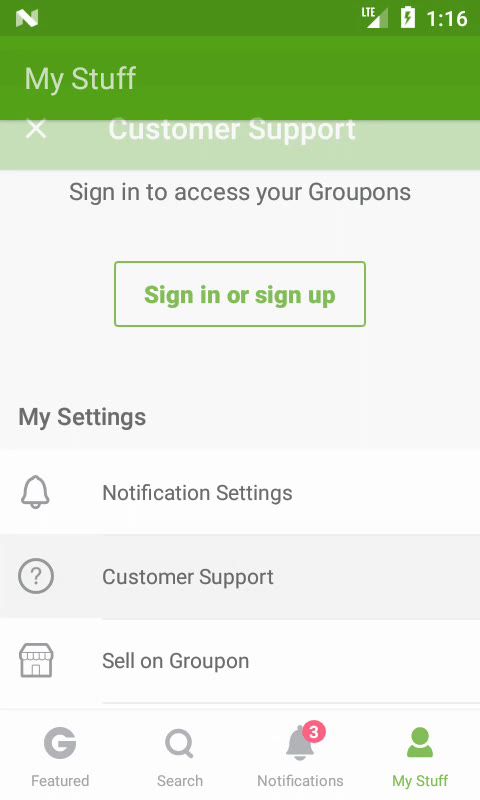 LTE
1:16
My Stuff
Customer Support
Sign in to access your Groupons
Sign in or sign up
My Settings
Notification Settings
?
Customer Support
Sell on Groupon
G
3
Featured
Search
Notifications
My Stuff